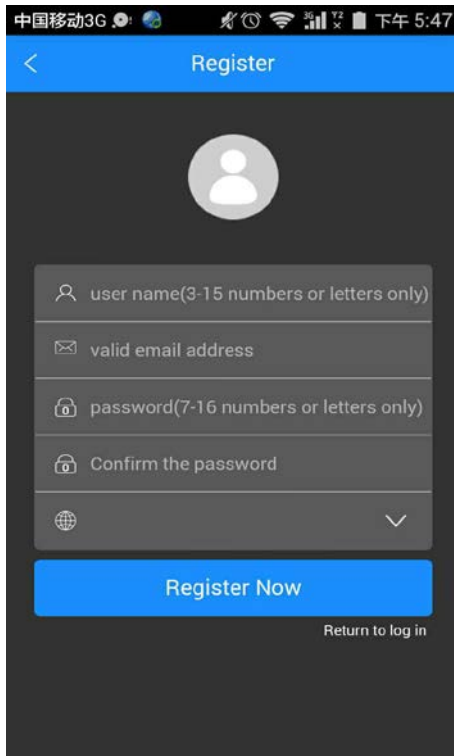 中国移动3G 下午 5:47
Register
user name(3-15 numbers or letters only)
valid email address
password(7-16 numbers or letters only)
Confirm the password
Register Now
Return to log in